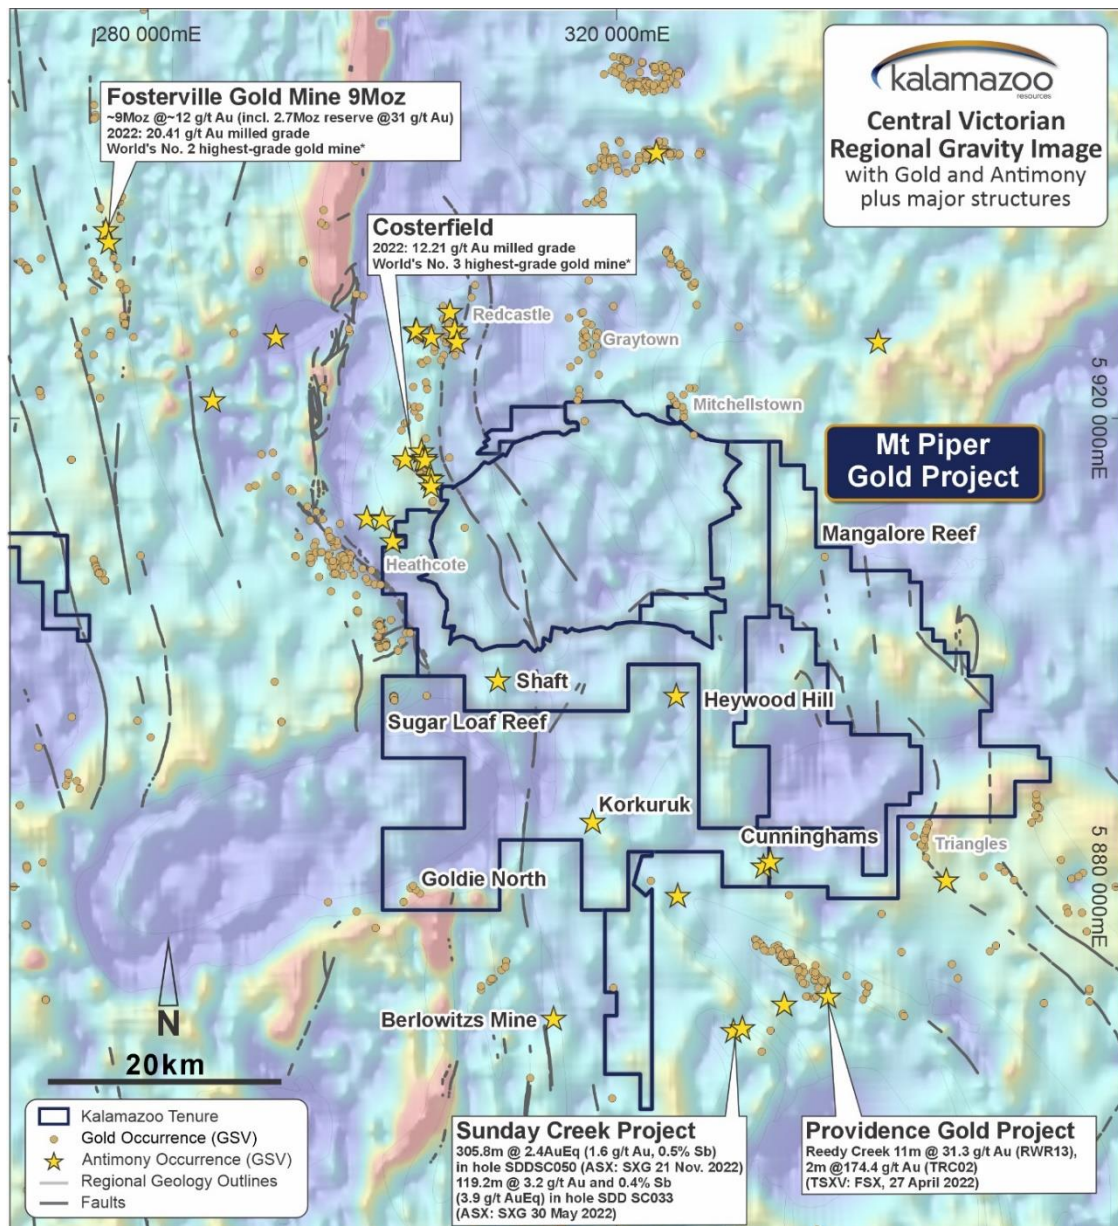 280 000mE
320 000mE
kalamazoo
resources
Central Victorian
Regional Gravity Image
with Gold and Antimony
plus major structures
Fosterville Gold Mine 9Moz
~9Moz @~12 g/t Au (incl. 2.7Moz reserve @31 g/t Au)
2022: 20.41 g/t Au milled grade
World's No. 2 highest-grade gold mine*
Costerfield
2022: 12.21 g/t Au milled grade
World's No. 3 highest-grade gold mine*
Redcastle
Graytown
5 920 000mE
Mitchellstown
Mt Piper
Gold Project
Mangalore Reef
Heathcote
Shaft
Heywood Hill
Sugar Loaf Reef
Korkuruk
Cunninghams
Triangles
5 880 000mE
Goldie North
N
20km
Berlowitzs Mine
Kalamazoo Tenure
Gold Occurrence (GSV)
Antimony Occurrence (GSV)
Regional Geology Outlines
Faults
Sunday Creek Project
305.8m @ 2.4AuEq (1.6 g/t Au, 0.5% Sb)
in hole SDDSC050 (ASX: SXG 21 Nov. 2022)
119.2m @ 3.2 g/t Au and 0.4% Sb
(3.9 g/t AuEq) in hole SDD SC033
(ASX: SXG 30 May 2022)
Providence Gold Project
Reedy Creek 11m @ 31.3 g/t Au (RWR13),
2m @174.4 g/t Au (TRC02)
(TSXV: FSX, 27 April 2022)